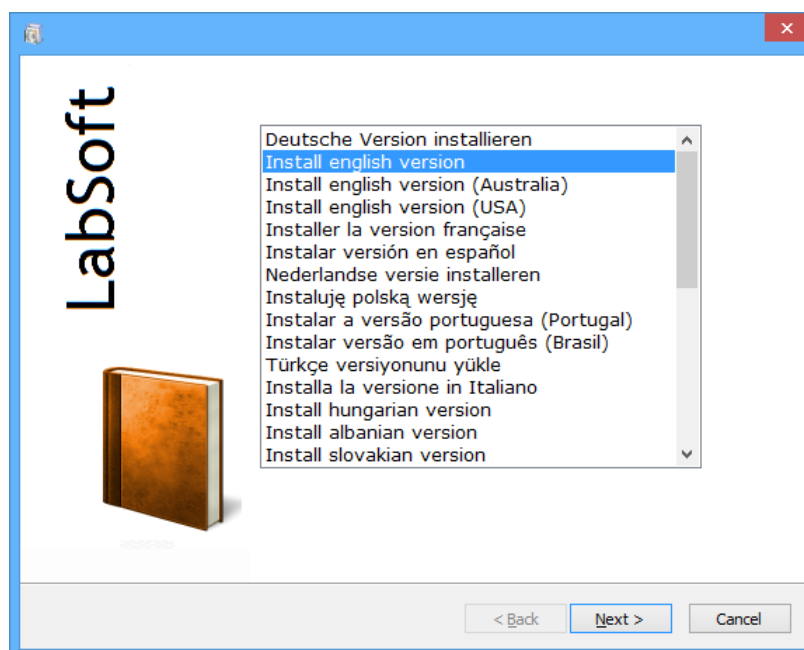 LabSoft
Deutsche Version installieren
Install english version
Install english version (Australia)
Install english version (USA)
Installer la version française
Instalar versión en español
Nederlandse versie installeren
Instaluję polską wersję
Instalar a versão portuguesa (Portugal)
Instalar versão em português (Brasil)
Türkçe versiyonunu yükle
Installa la versione in Italiano
Install hungarian version
Install albanian version
Install slovakian version
< Back Next > Cancel